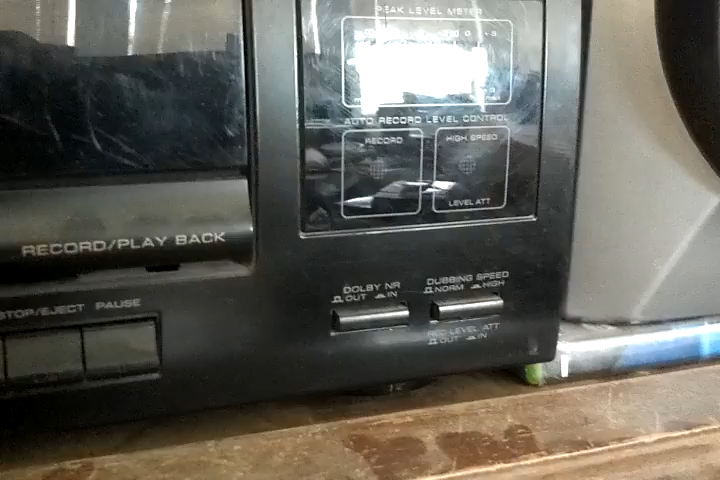 PEAK LEVEL METER
AUTO RECORD LEVEL CONTROL
RECORD
HIGH SPEED
LEVEL ATT
RECORD/PLAY BACK
STOP/EJECT PAUSE
DOLBY NR
OUT IN
DUBBING SPEED
NORM HIGH
REC LEVEL ATT
OUT IN